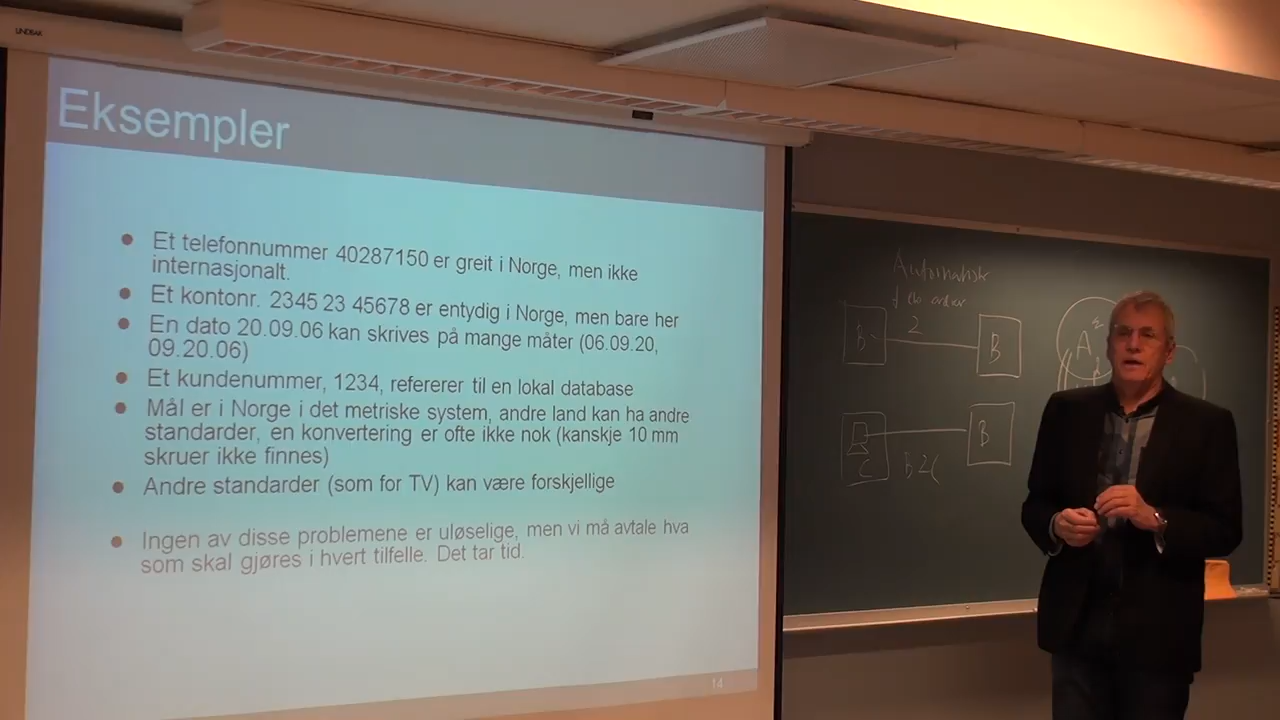 LINDBAK
Eksempler
Et telefonnummer 40287150 er greit i Norge, men ikke
internasjonalt.
Et kontonr. 2345 23 45678 er entydig i Norge, men bare her
En dato 20.09.06 kan skrives på mange måter (06.09.20,
09.20.06)
Et kundenummer, 1234, refererer til en lokal database
Mål er i Norge i det metriske system, andre land kan ha andre
standarder, en konvertering er ofte ikke nok (kanskje 10 mm
skruer ikke finnes)
Andre standarder (som for TV) kan være forskjellige
Ingen av disse problemene er uløselige, men vi må avtale hva
som skal gjøres i hvert tilfelle. Det tar tid.
14
Automatisk
B 2 B
A
B
C B2C